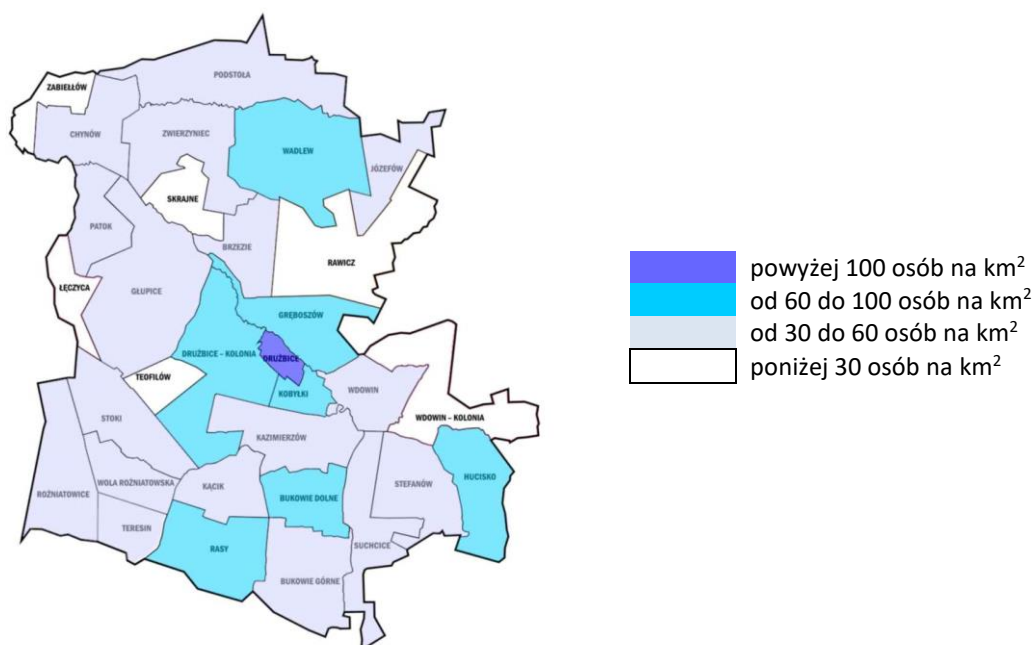 PODSTOŁA
ZABIEŁŁÓW
CHYNÓW
ZWIERZYNIEC
WADLEW
JÓZEFÓW
SKRAJNE
PATOK
BRZEZIE
RAWICZ
ŁĘCZYCA
GŁUPICE
GRĘBOSZÓW
DRUŻBICE – KOLONIA
DRUŻBICE
TEOFILÓW
KOBYŁKI
WDOWIN
STOKI
WDOWIN – KOLONIA
KAZIMIERZÓW
HUCISKO
WOLA ROŹNIATOWSKA
KĄCIK
STEFANÓW
ROŹNIATOWICE
BUKOWIE DOLNE
TERESIN
RASY
SUCHCICE
BUKOWIE GÓRNE
powyżej 100 osób na km²
od 60 do 100 osób na km²
od 30 do 60 osób na km²
poniżej 30 osób na km²